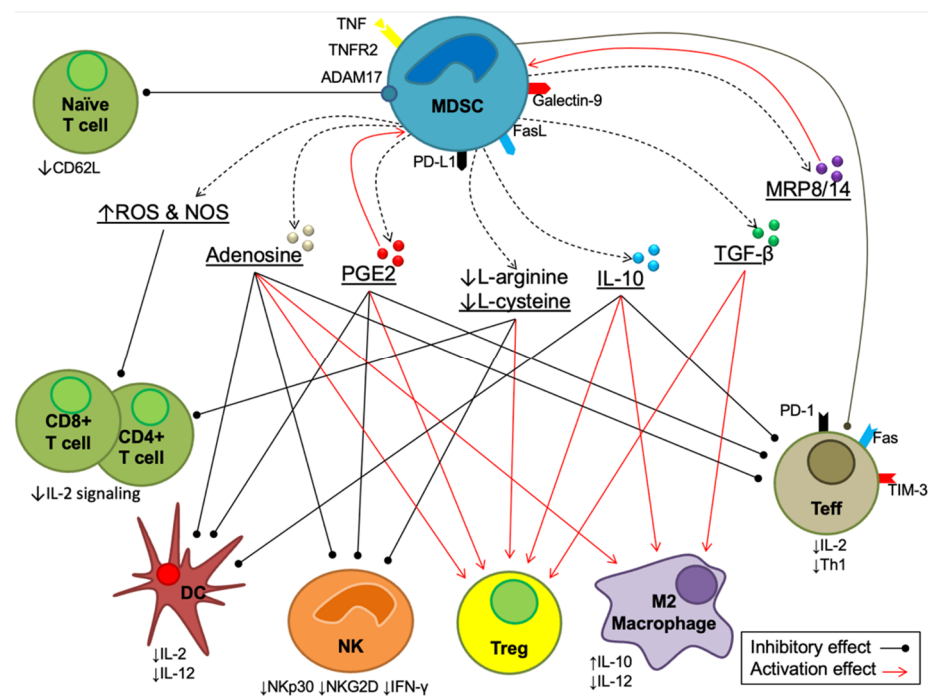 TNF
TNFR2
ADAM17
MDSC
Galectin-9
FasL
PD-L1
Naïve
T cell
↓CD62L
MRP8/14
↑ROS & NOS
Adenosine
PGE2
↓L-arginine
↓L-cysteine
IL-10
TGF-β
CD8+
T cell
CD4+
T cell
↓IL-2 signaling
PD-1
Fas
TIM-3
Teff
↓IL-2
↓Th1
DC
↓IL-2
↓IL-12
NK
↓NKp30 ↓NKG2D ↓IFN-γ
Treg
M2
Macrophage
↑IL-10
↓IL-12
Inhibitory effect
Activation effect